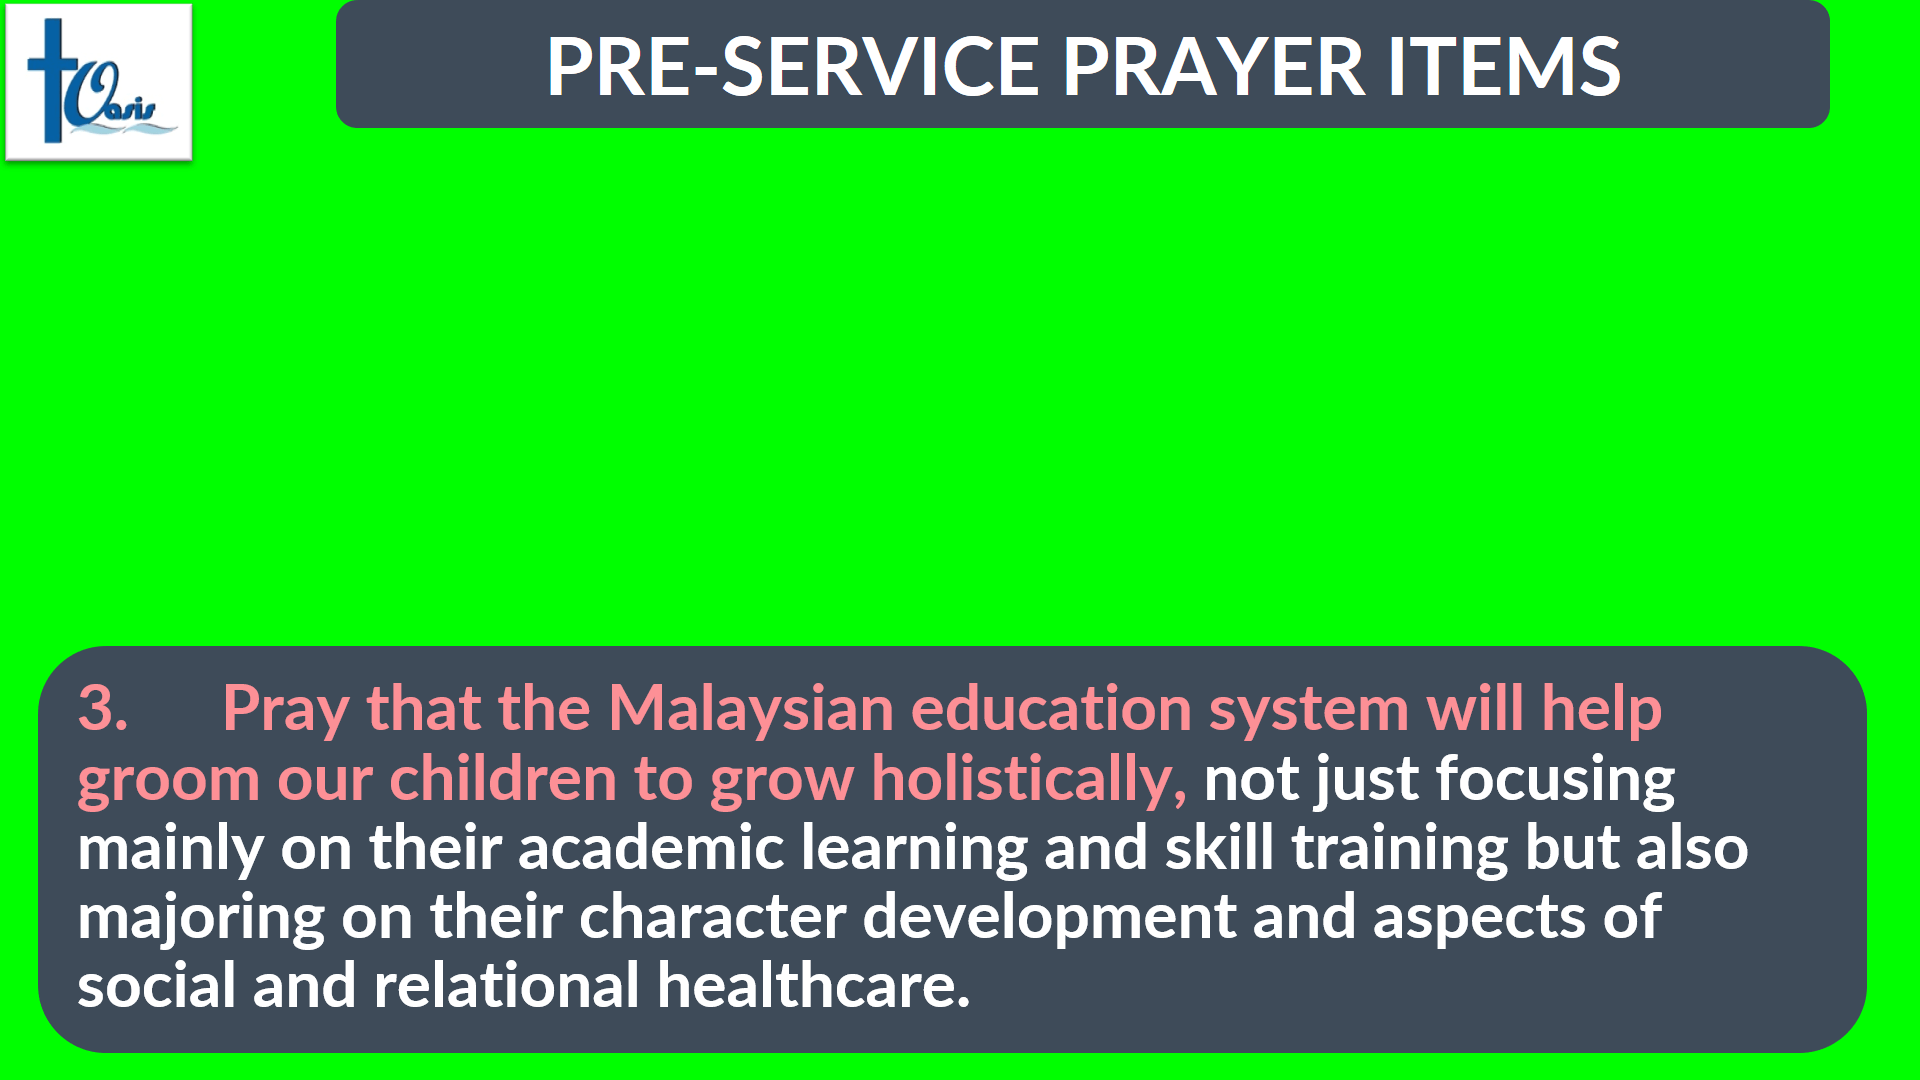 Oasis
PRE-SERVICE PRAYER ITEMS
3. Pray that the Malaysian education system will help
groom our children to grow holistically, not just focusing
mainly on their academic learning and skill training but also
majoring on their character development and aspects of
social and relational healthcare.